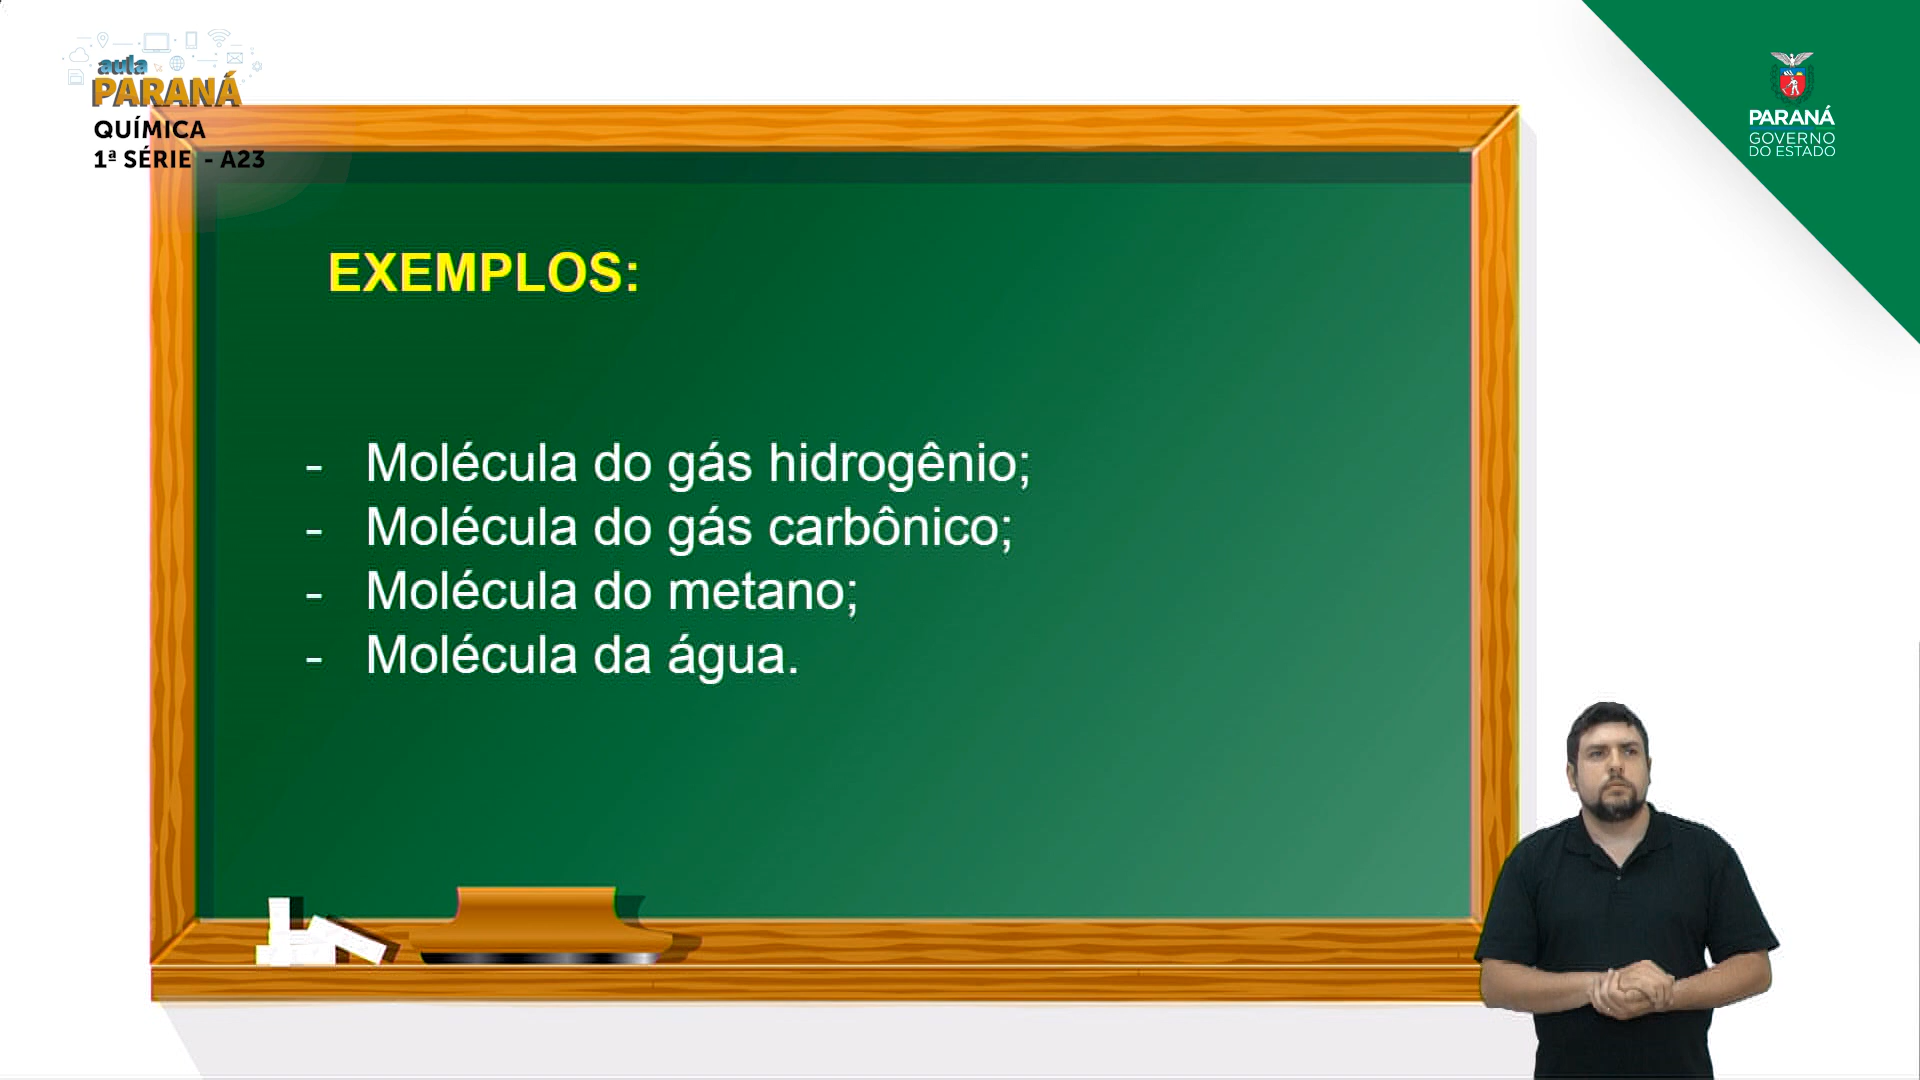 aula
PARANÁ
QUÍMICA
1ª SÉRIE - A23
PARANÁ
GOVERNO
DO ESTADO
EXEMPLOS:
- Molécula do gás hidrogênio;
- Molécula do gás carbônico;
- Molécula do metano;
- Molécula da água.